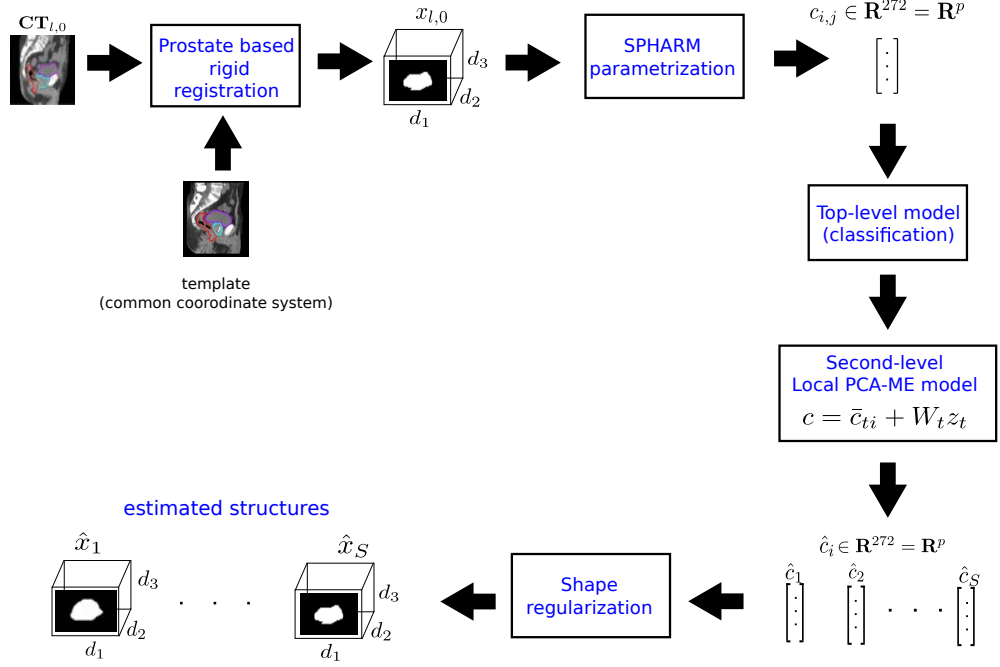 CT_{l,0}
Prostate based
rigid
registration
x_{l,0}
d_3
d_2
d_1
SPHARM
parametrization
c_{i,j} ∈ R^{272} = R^p
template
(common coorodinate system)
Top-level model
(classification)
Second-level
Local PCA-ME model
c = \bar{c}_{ti} + W_t z_t
ĉ_i ∈ R^{272} = R^p
ĉ_1 ĉ_2 . . . ĉ_S
Shape
regularization
estimated structures
x̂_1
d_3
d_2
d_1
. . .
x̂_S
d_3
d_2
d_1